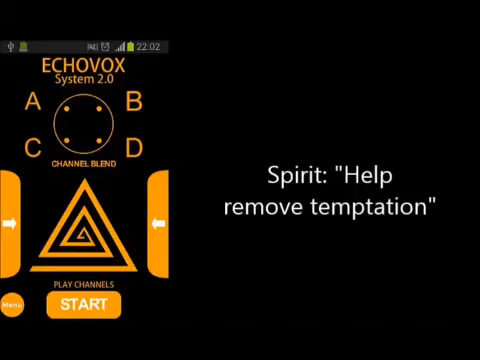 22:02
ECHOVOX
System 2.0
A B
C D
CHANNEL BLEND
Spirit: "Help
remove temptation"
PLAY CHANNELS
Menu
START